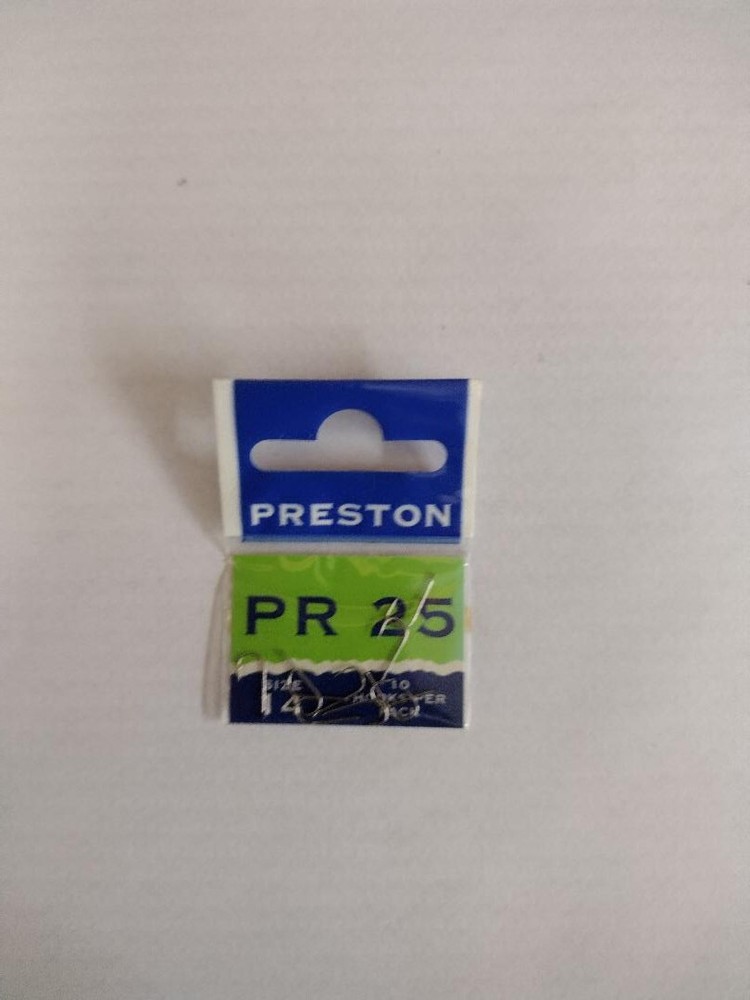 PRESTON
PR 25
SIZE
14
10
HOOKS PER
PACK